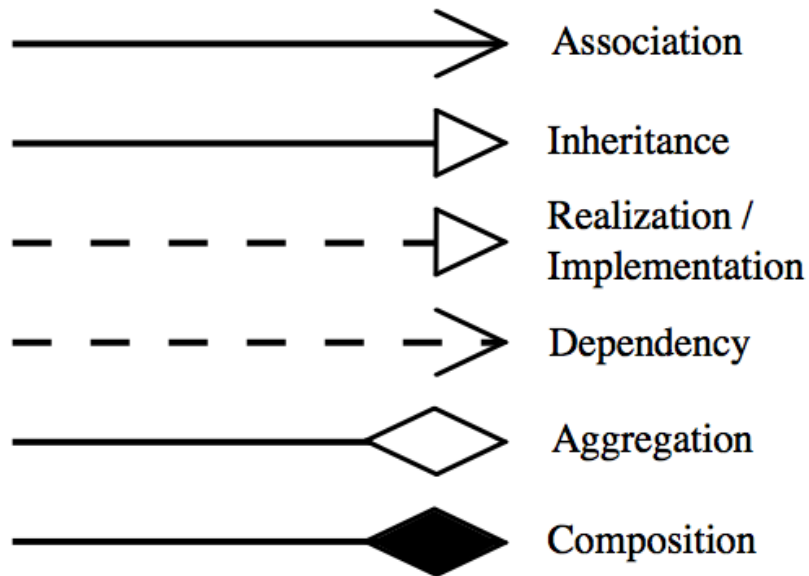 Association
Inheritance
Realization /
Implementation
Dependency
Aggregation
Composition